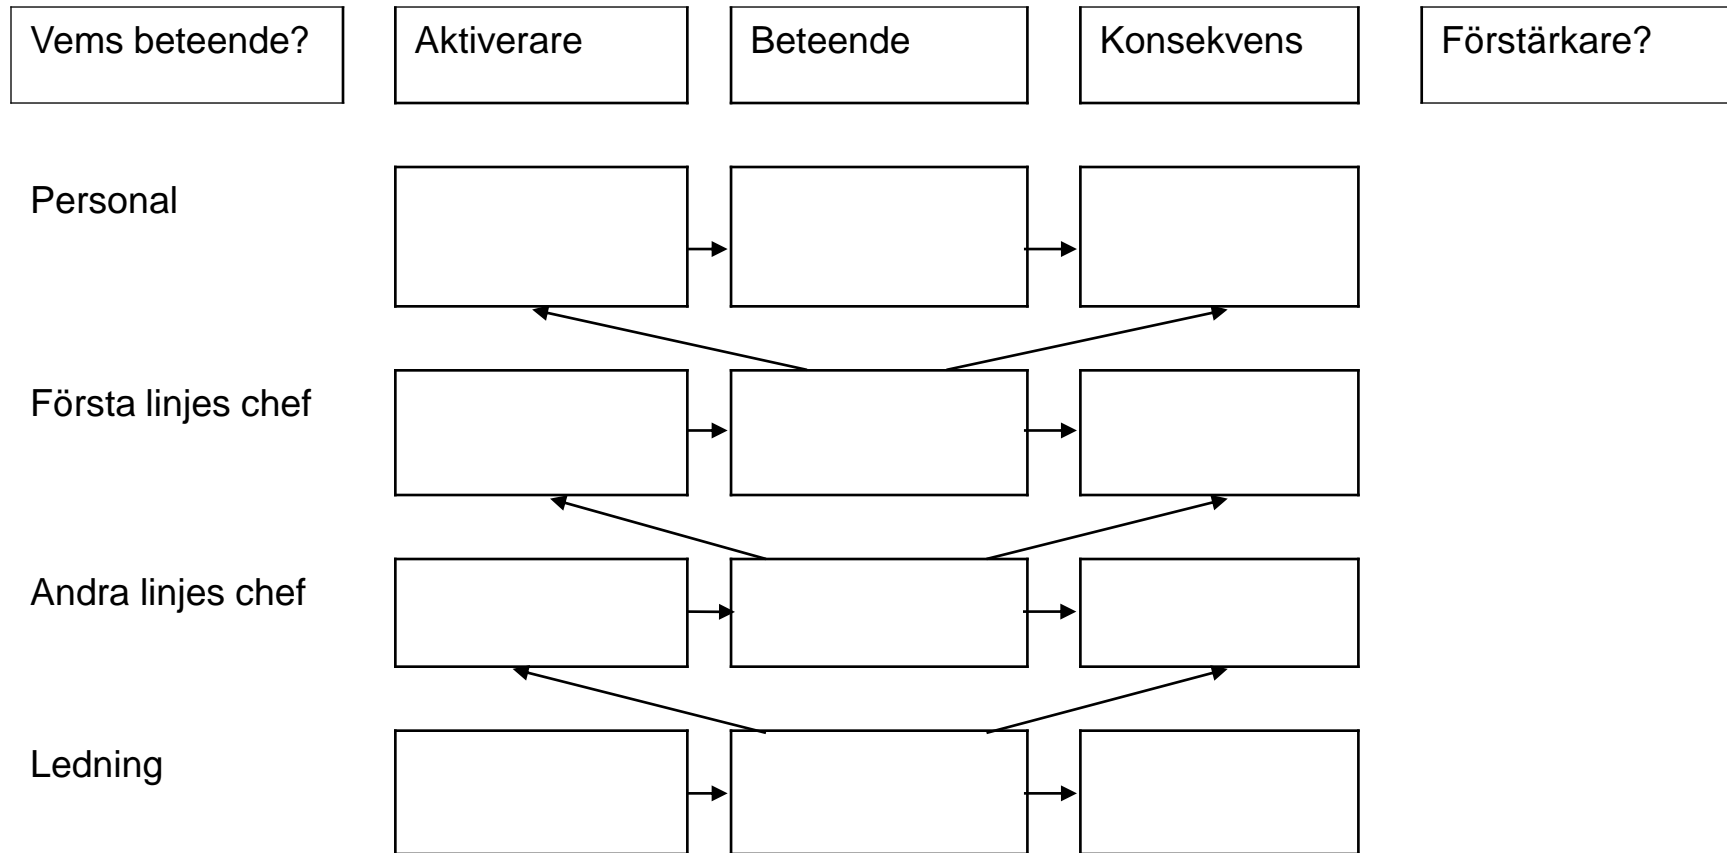 Vems beteende?
Aktiverare
Beteende
Konsekvens
Förstärkare?
Personal
Första linjes chef
Andra linjes chef
Ledning